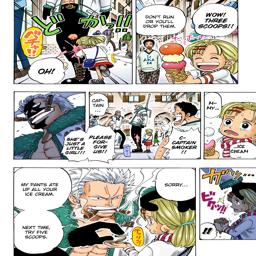 WOW!
THREE
SCOOPS!!
DON'T RUN
OR YOU'LL
DROP
THEM!!
OH!
ICE
CREAM
C-
CAPTAIN
SMOKER
!!
CAP-
TAIN...
PLEASE
FOR-
GIVE
US!!
SHE'S
JUST A
LITTLE
GIRL!!
SORRY...
MY PANTS ATE
UP ALL YOUR
ICE CREAM.
NEXT TIME,
TRY FIVE
SCOOPS.
!!